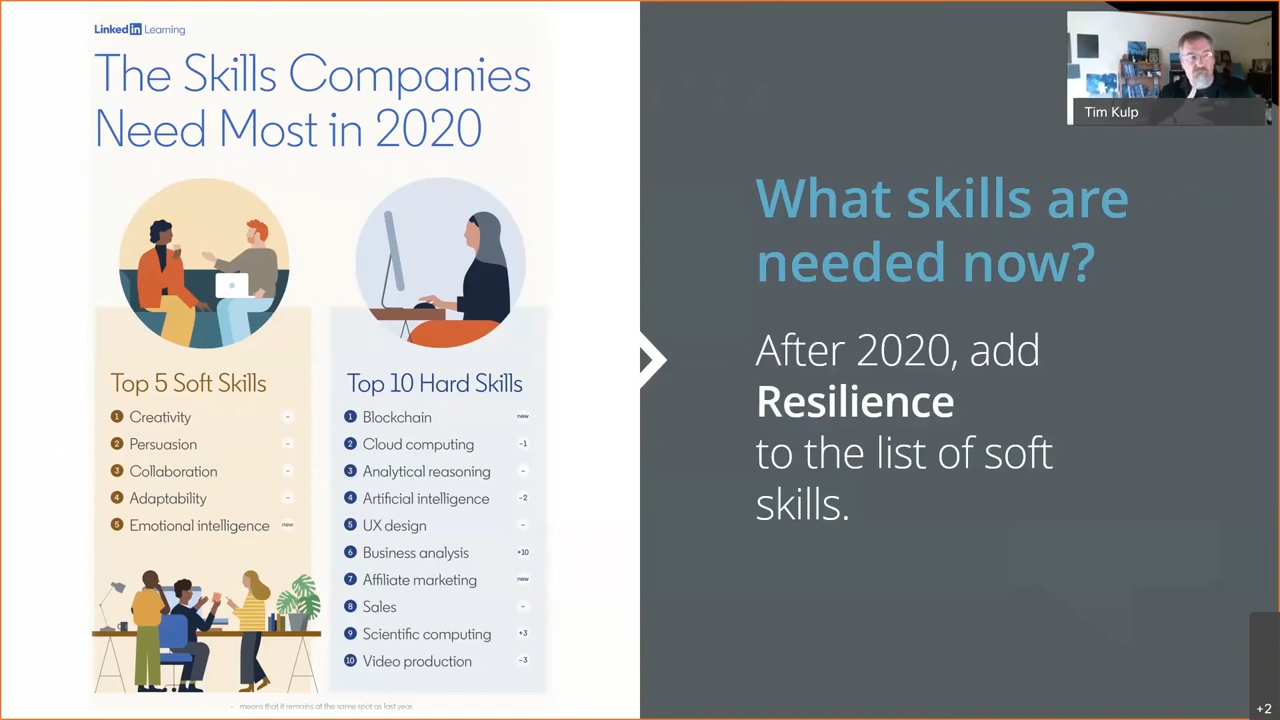 Linked in Learning
The Skills Companies
Need Most in 2020
Top 5 Soft Skills
1 Creativity -
2 Persuasion -
3 Collaboration -
4 Adaptability -
5 Emotional intelligence new
Top 10 Hard Skills
1 Blockchain new
2 Cloud computing -1
3 Analytical reasoning -
4 Artificial intelligence -2
5 UX design -
6 Business analysis +10
7 Affiliate marketing new
8 Sales -
9 Scientific computing +3
10 Video production -3
- means that it remains at the same spot as last year.
What skills are
needed now?
After 2020, add
Resilience
to the list of soft
skills.
Tim Kulp
+2